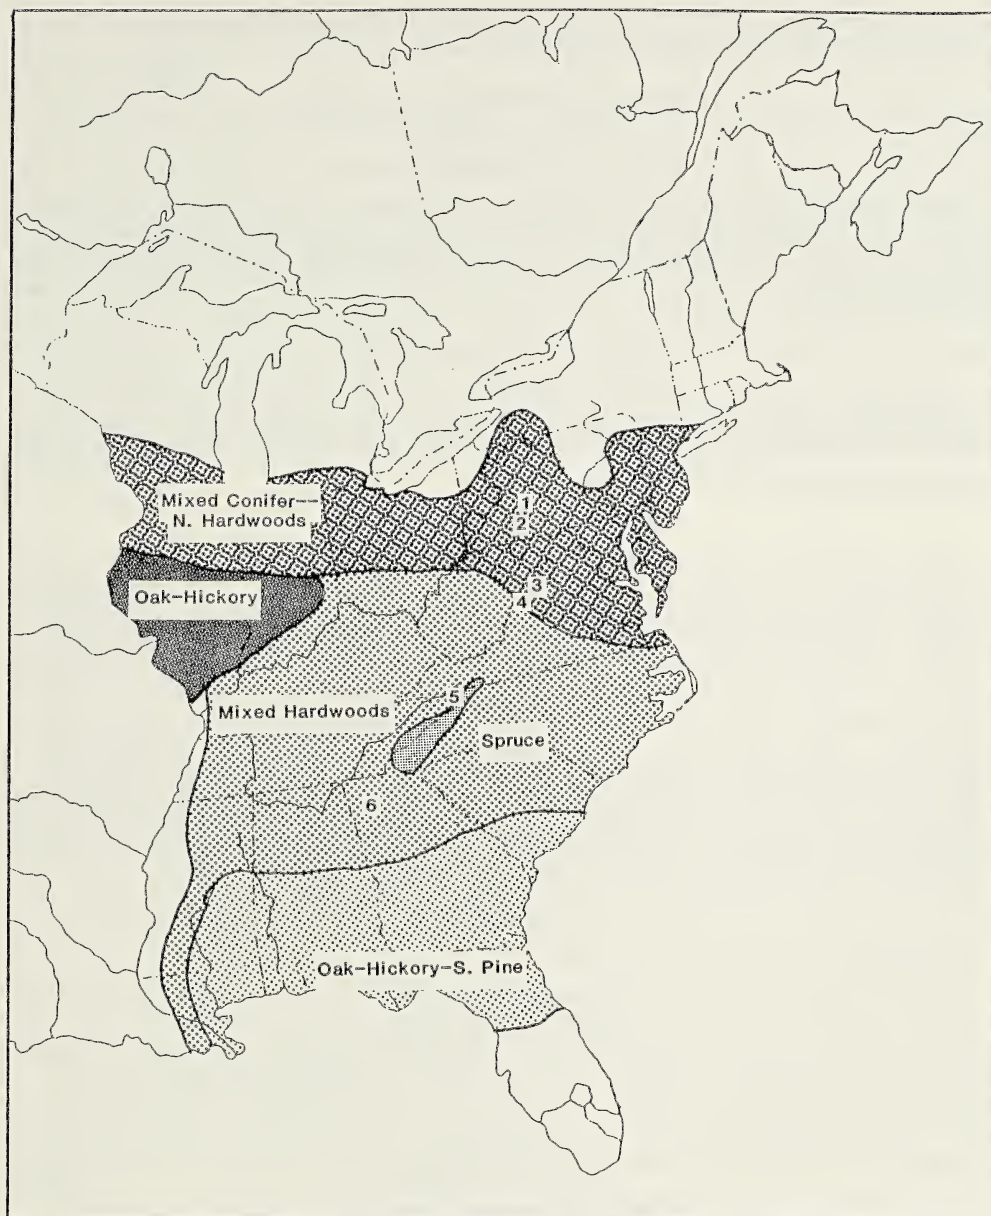 1
2
Mixed Conifer--
N. Hardwoods
3
Oak-Hickory
4
5
Mixed Hardwoods
Spruce
6
Oak-Hickory-S. Pine